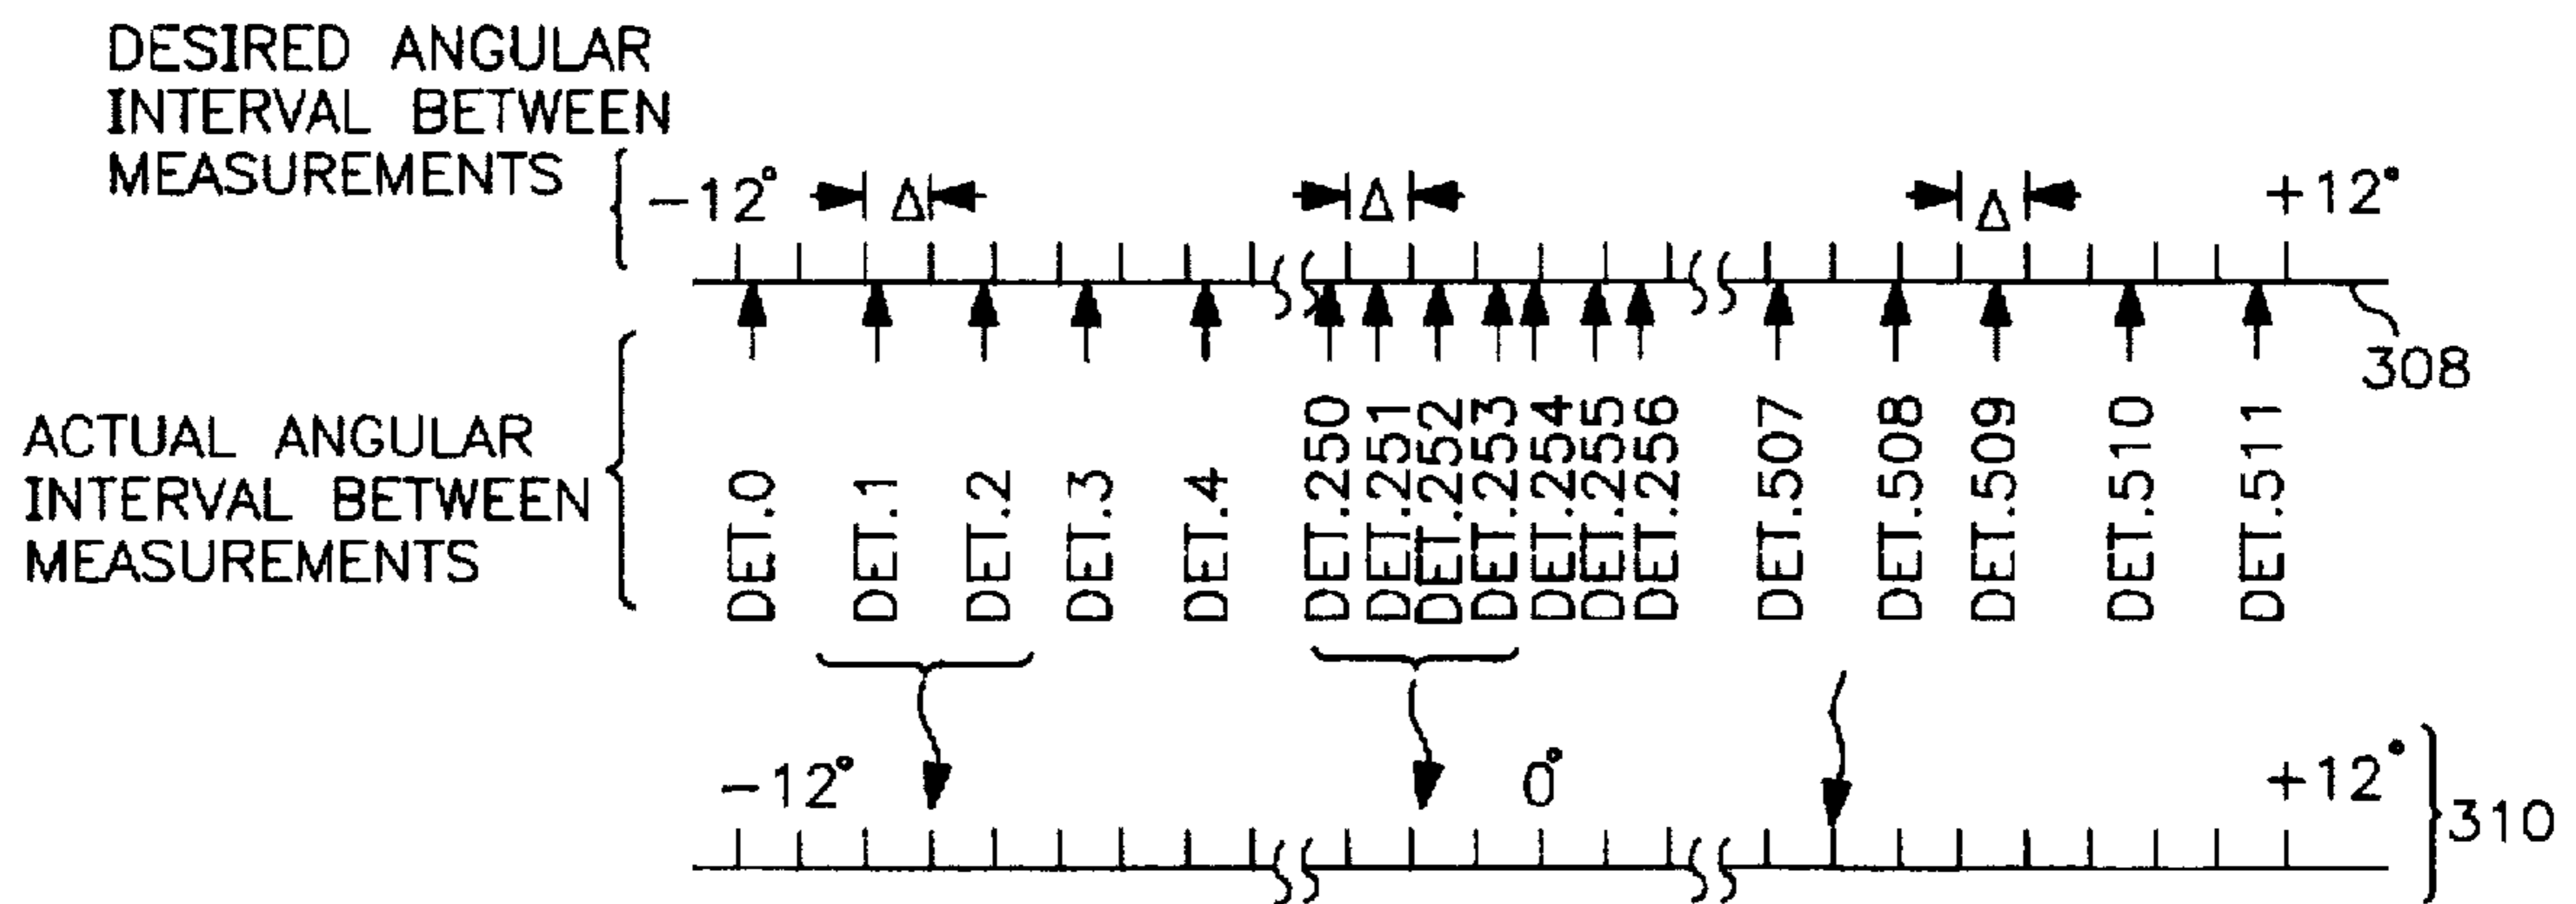 DESIRED ANGULAR
INTERVAL BETWEEN
MEASUREMENTS
-12° Δ Δ Δ +12°
308
ACTUAL ANGULAR
INTERVAL BETWEEN
MEASUREMENTS
DET.0
DET.1
DET.2
DET.3
DET.4
DET.250
DET.251
DET.252
DET.253
DET.254
DET.255
DET.256
DET.507
DET.508
DET.509
DET.510
DET.511
-12° 0° +12°
310